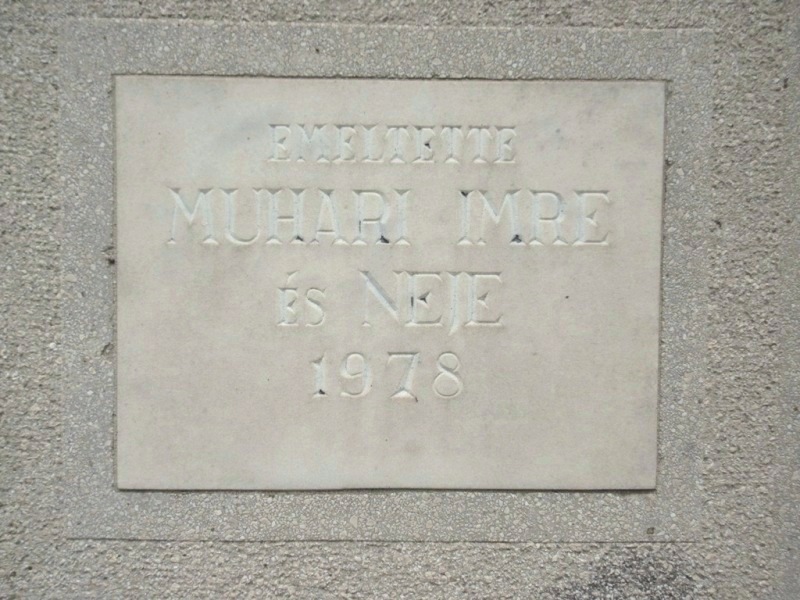 EMELTETTE
MUHARI IMRE
ÉS NEJE
1978